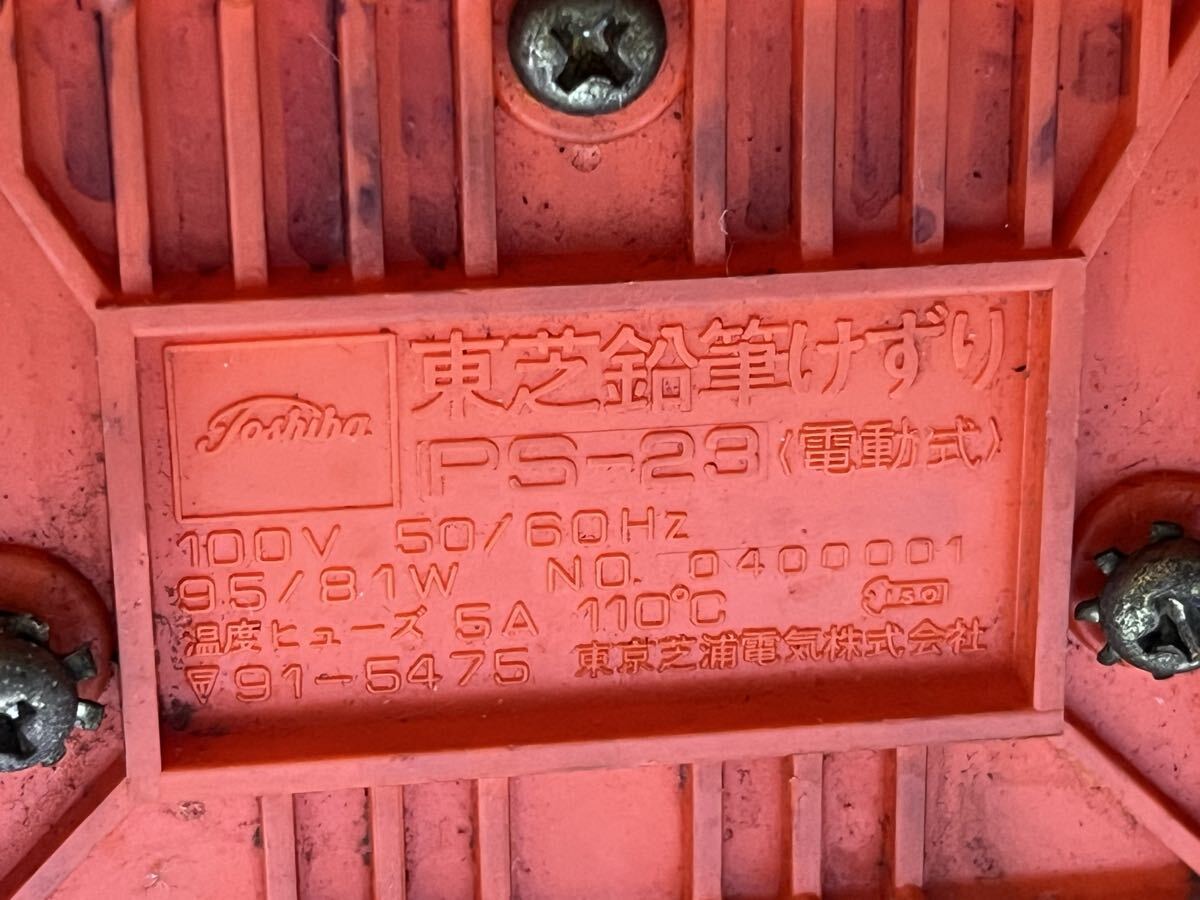 Toshiba
東芝鉛筆けずり
PS-23 〈電動式〉
100V 50/60Hz
95/81W NO. 0400001
温度ヒューズ 5A 110℃
▽91-5475 東京芝浦電気株式会社